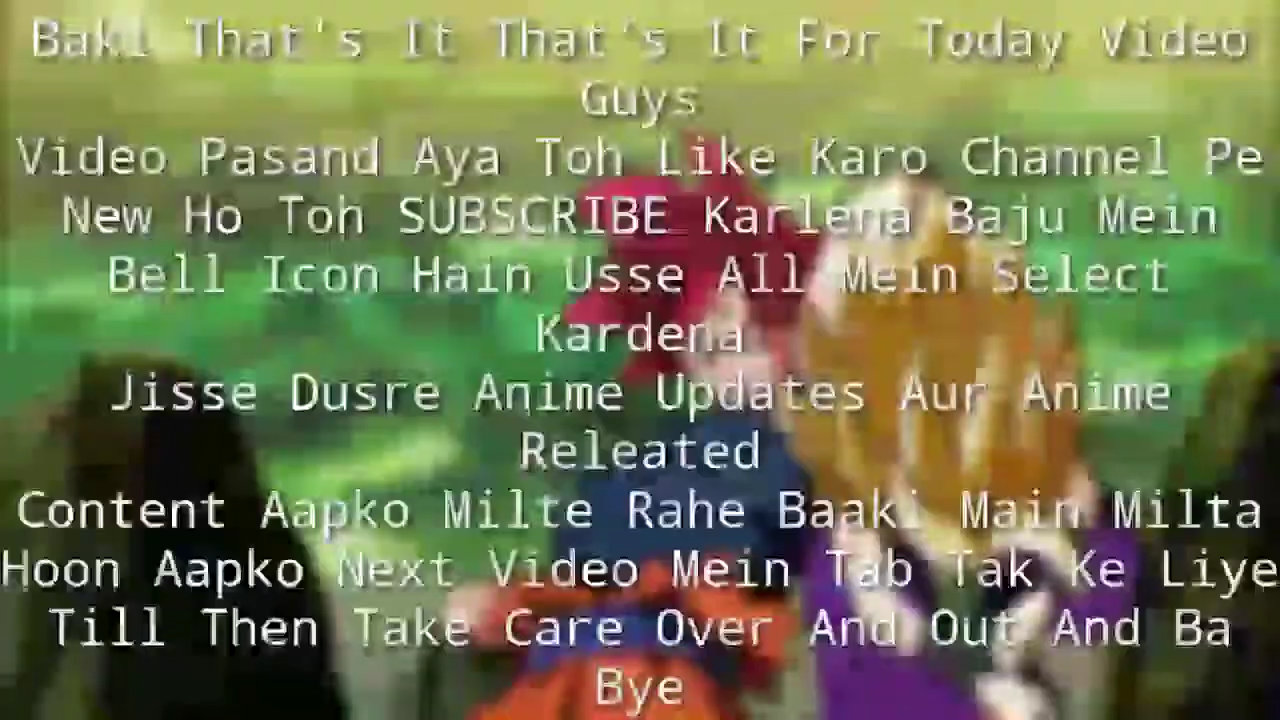 Baki That's It That's It For Today Video
Guys
Video Pasand Aya Toh Like Karo Channel Pe
New Ho Toh SUBSCRIBE Karlena Baju Mein
Bell Icon Hain Usse All Mein Select
Kardena
Jisse Dusre Anime Updates Aur Anime
Releated
Content Aapko Milte Rahe Baaki Main Milta
Hoon Aapko Next Video Mein Tab Tak Ke Liye
Till Then Take Care Over And Out And Ba
Bye